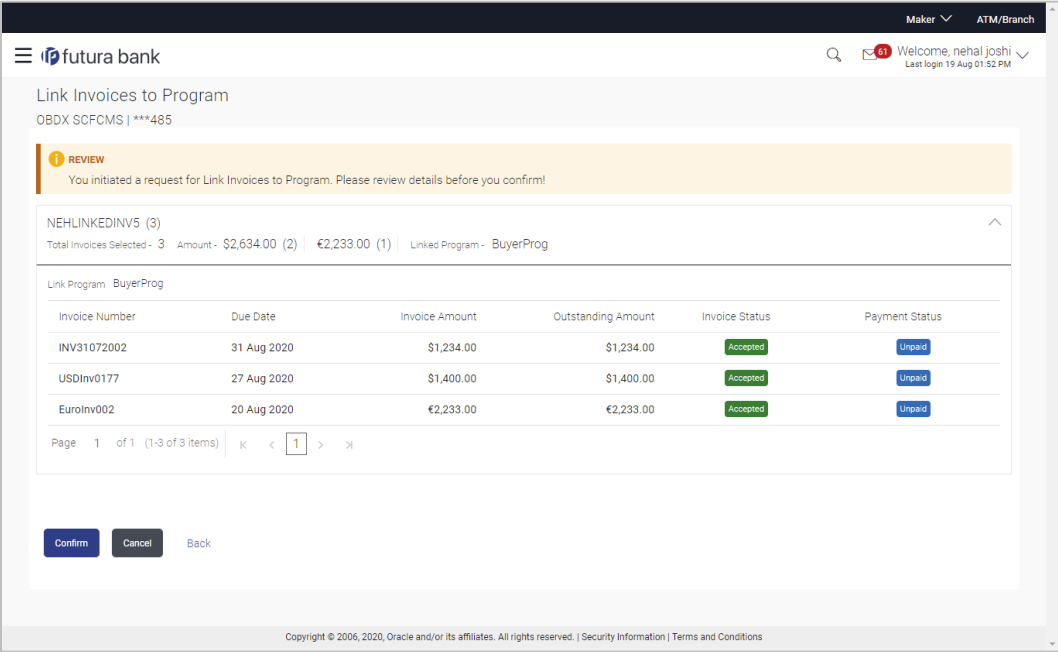 Maker ATM/Branch
futura bank
61 Welcome, nehal joshi
Last login 19 Aug 01:52 PM
Link Invoices to Program
OBDX SCFCMS | ***485
REVIEW
You initiated a request for Link Invoices to Program. Please review details before you confirm!
NEHLINKEDINV5 (3)
Total Invoices Selected - 3 Amount - $2,634.00 (2) | €2,233.00 (1) | Linked Program - BuyerProg
Link Program BuyerProg
Invoice Number Due Date Invoice Amount Outstanding Amount Invoice Status Payment Status
INV31072002 31 Aug 2020 $1,234.00 $1,234.00 Accepted Unpaid
USDInv0177 27 Aug 2020 $1,400.00 $1,400.00 Accepted Unpaid
EuroInv002 20 Aug 2020 €2,233.00 €2,233.00 Accepted Unpaid
Page 1 of 1 (1-3 of 3 items) 1
Confirm Cancel Back
Copyright © 2006, 2020, Oracle and/or its affiliates. All rights reserved. | Security Information | Terms and Conditions